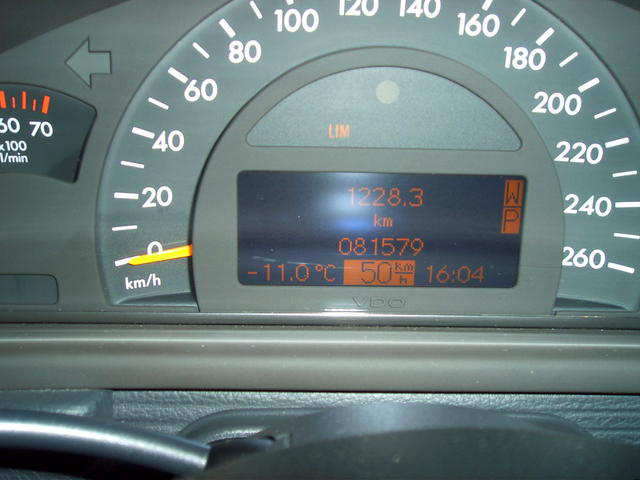 100 120 140
80 160
60 180
60 70
x100
1/min
40 200
20 220
0 240
km/h 260
LIM
1228.3 W
km P
081579
-11.0°C 50 km/h 16:04
VDO